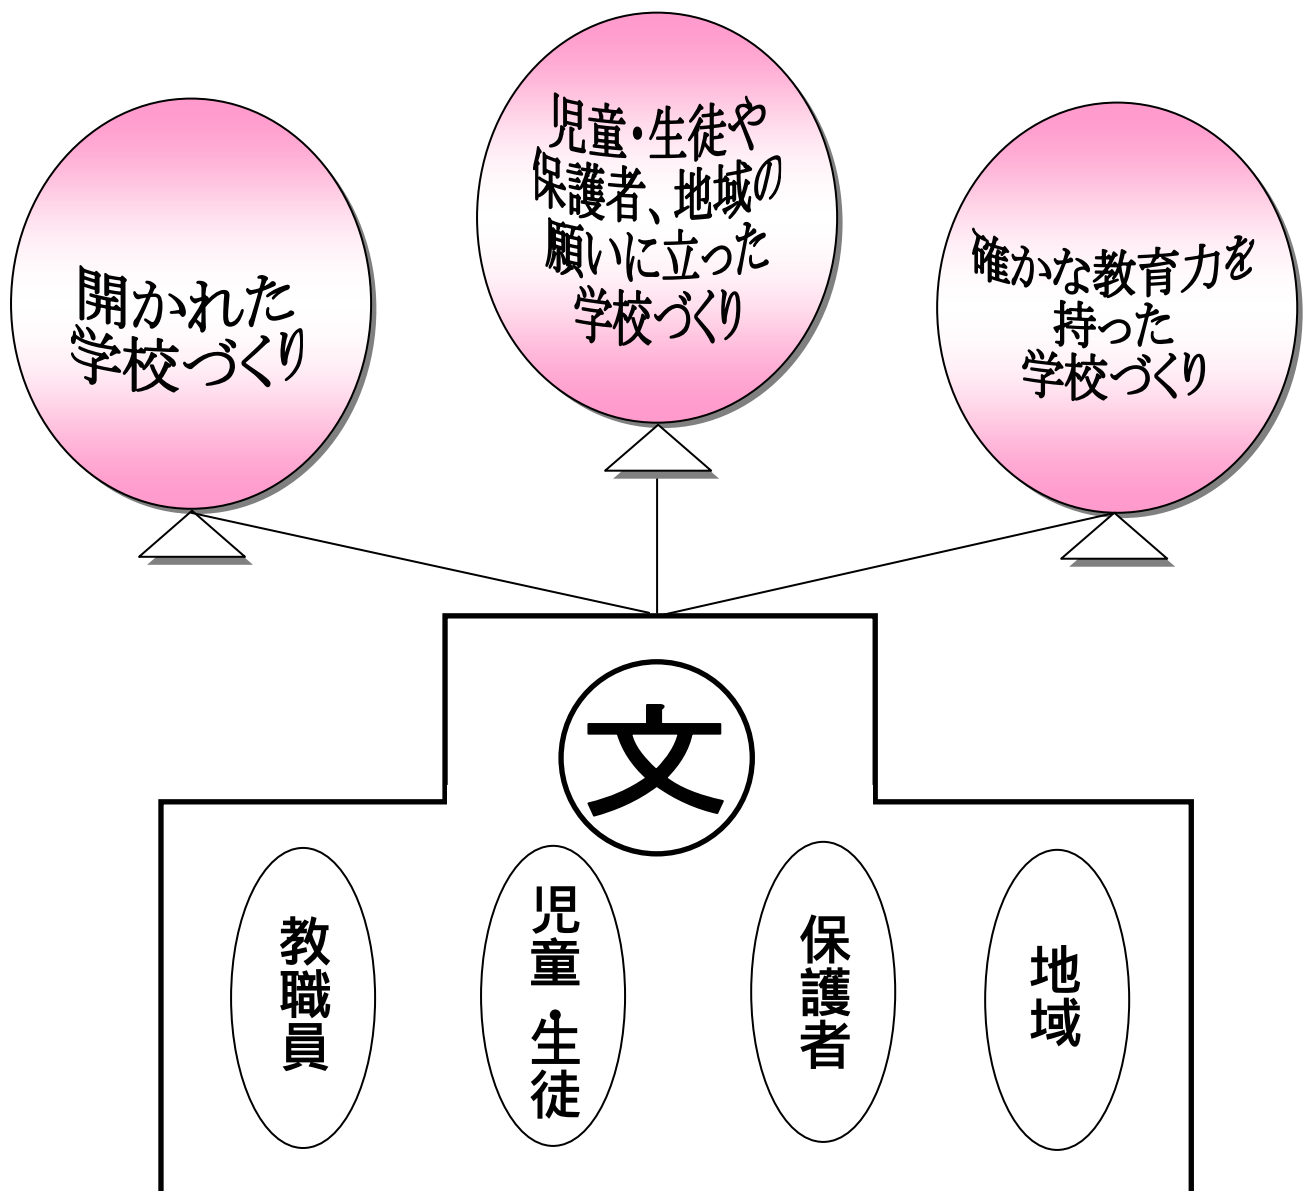 開かれた
学校づくり
児童・生徒や
保護者、地域の
願いに立った
学校づくり
確かな教育力を
持った
学校づくり
文
教職員
児童・生徒
保護者
地域